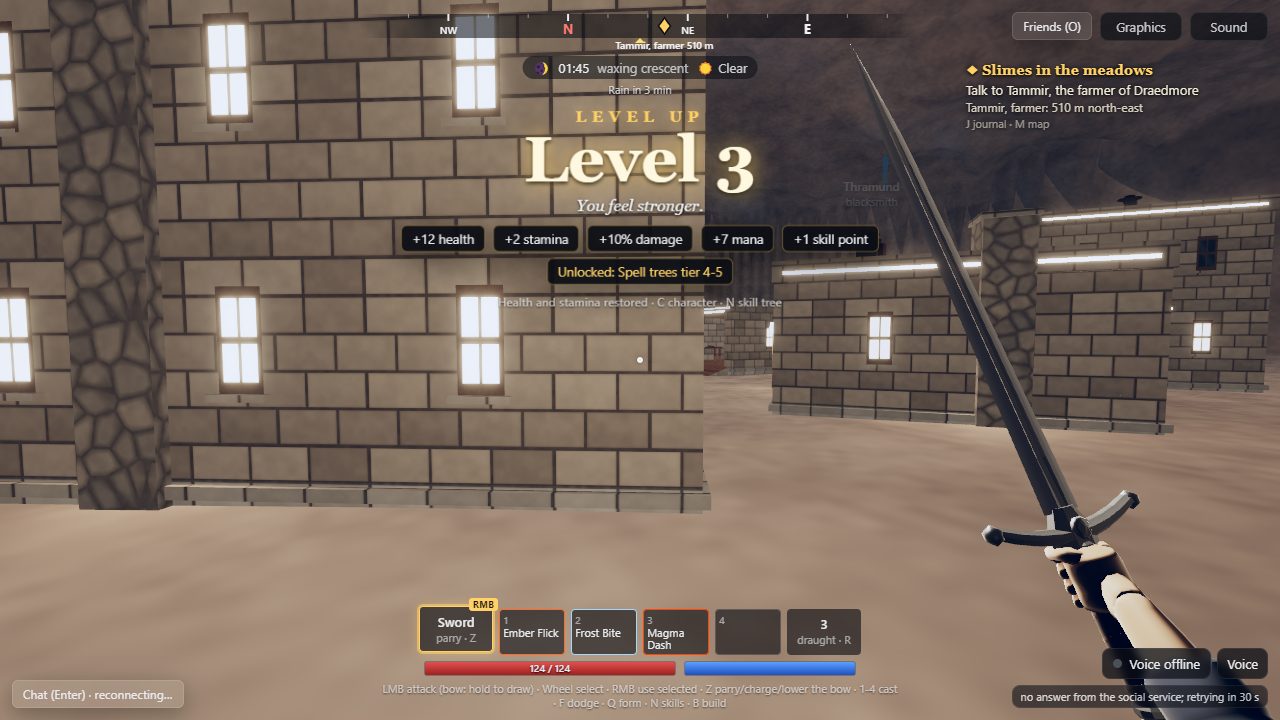 NW N NE E
Tammir, farmer 510 m
01:45 waxing crescent Clear
Rain in 3 min
Friends (O) Graphics Sound
Slimes in the meadows
Talk to Tammir, the farmer of Draedmore
Tammir, farmer: 510 m north-east
J journal · M map
LEVEL UP
Level 3
You feel stronger.
+12 health +2 stamina +10% damage +7 mana +1 skill point
Unlocked: Spell trees tier 4-5
Health and stamina restored · C character · N skill tree
Thramund
blacksmith
RMB
Sword
parry · Z
1
Ember Flick
2
Frost Bite
3
Magma
Dash
4
3
draught · R
124 / 124
LMB attack (bow: hold to draw) · Wheel select · RMB use selected · Z parry/charge/lower the bow · 1-4 cast
· F dodge · Q form · N skills · B build
Chat (Enter) · reconnecting...
Voice offline Voice
no answer from the social service; retrying in 30 s